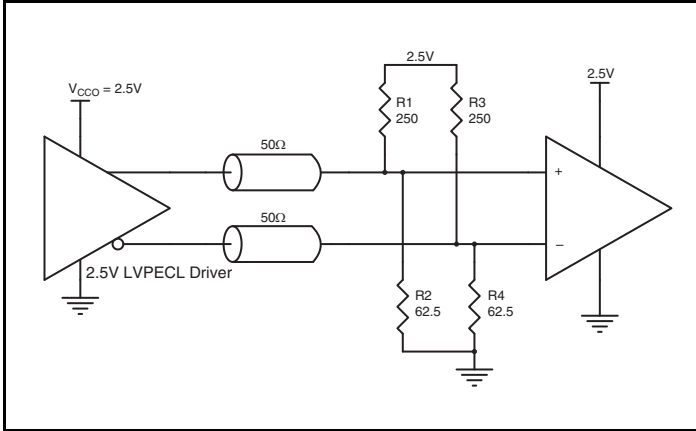 2.5V
2.5V
V_CCO = 2.5V
R1
250
R3
250
50Ω
+
50Ω
–
2.5V LVPECL Driver
R2
62.5
R4
62.5